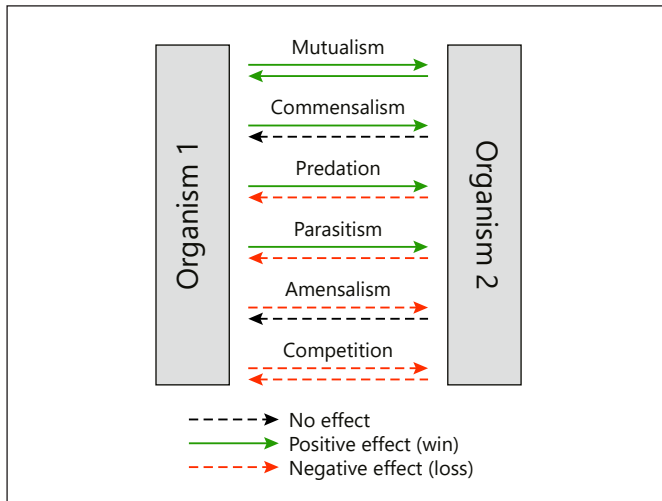 Organism 1
Mutualism
Commensalism
Predation
Parasitism
Amensalism
Competition
Organism 2
No effect
Positive effect (win)
Negative effect (loss)